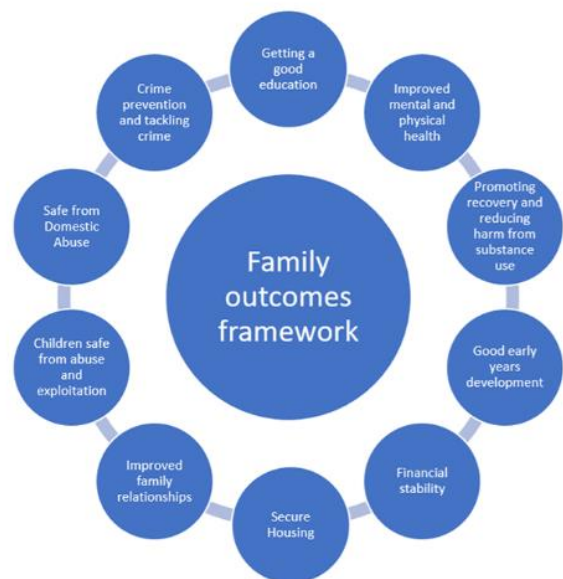 Getting a
good
education
Improved
mental and
physical
health
Promoting
recovery and
reducing
harm from
substance
use
Good early
years
development
Financial
stability
Secure
Housing
Improved
family
relationships
Children safe
from abuse
and
exploitation
Safe from
Domestic
Abuse
Crime
prevention
and tackling
crime
Family
outcomes
framework